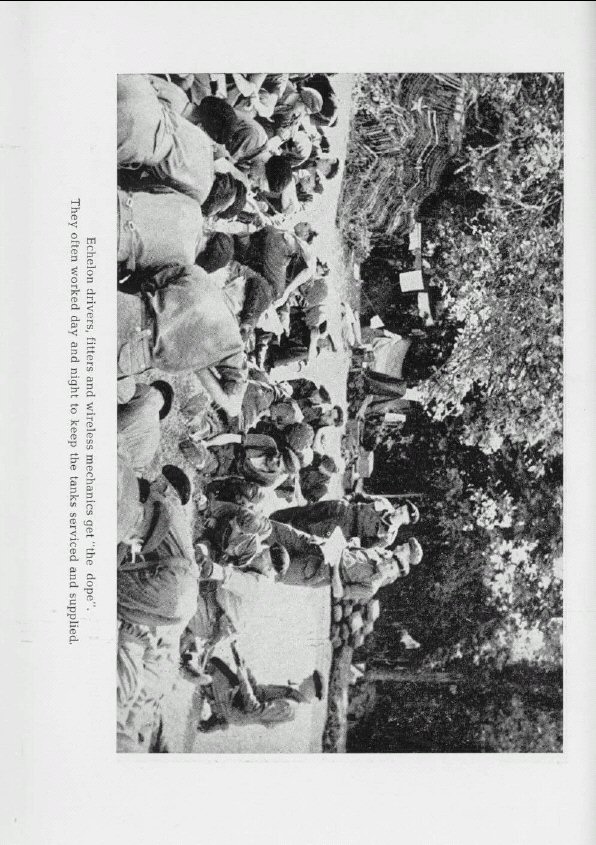 Echelon drivers, fitters and wireless mechanics get "the dope".
They often worked day and night to keep the tanks serviced and supplied.